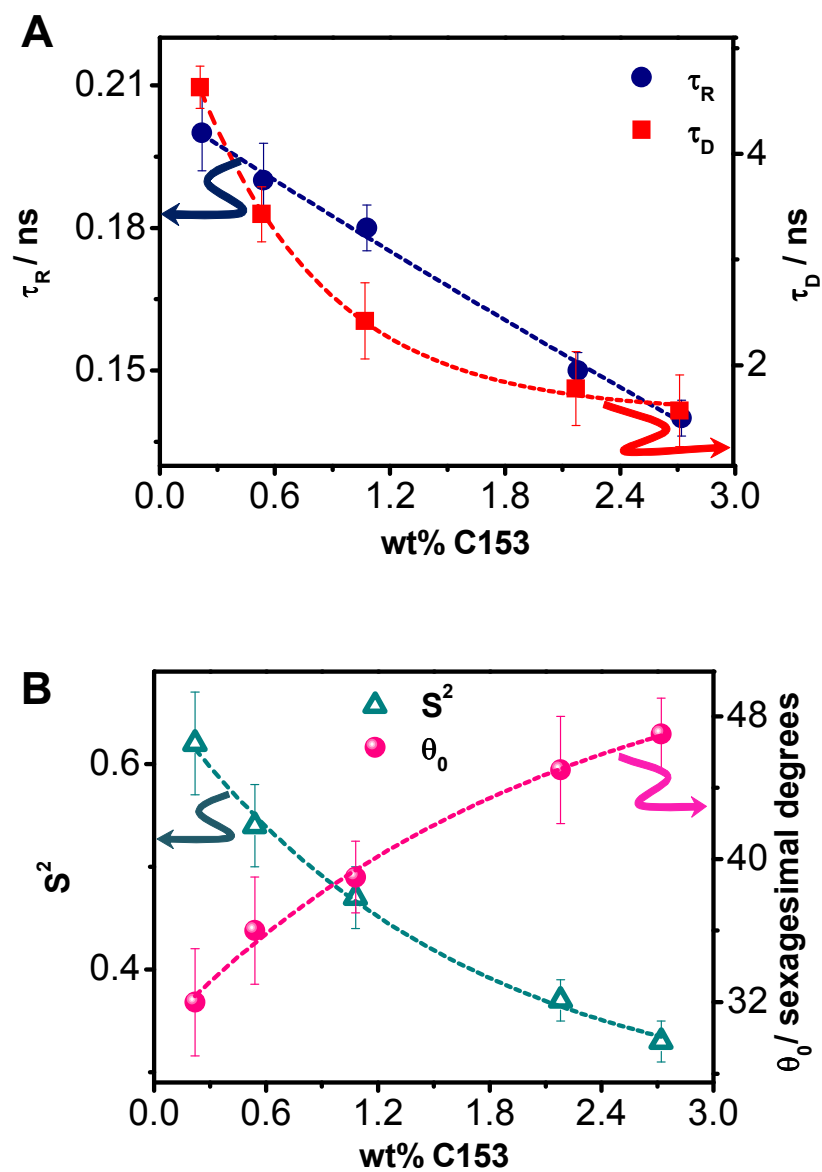 A
τR
τD
0.21
0.18
0.15
τR / ns
4
2
τD / ns
0.0 0.6 1.2 1.8 2.4 3.0
wt% C153
B
S²
θ0
0.6
0.4
S²
48
40
32
θ0/ sexagesimal degrees
0.0 0.6 1.2 1.8 2.4 3.0
wt% C153